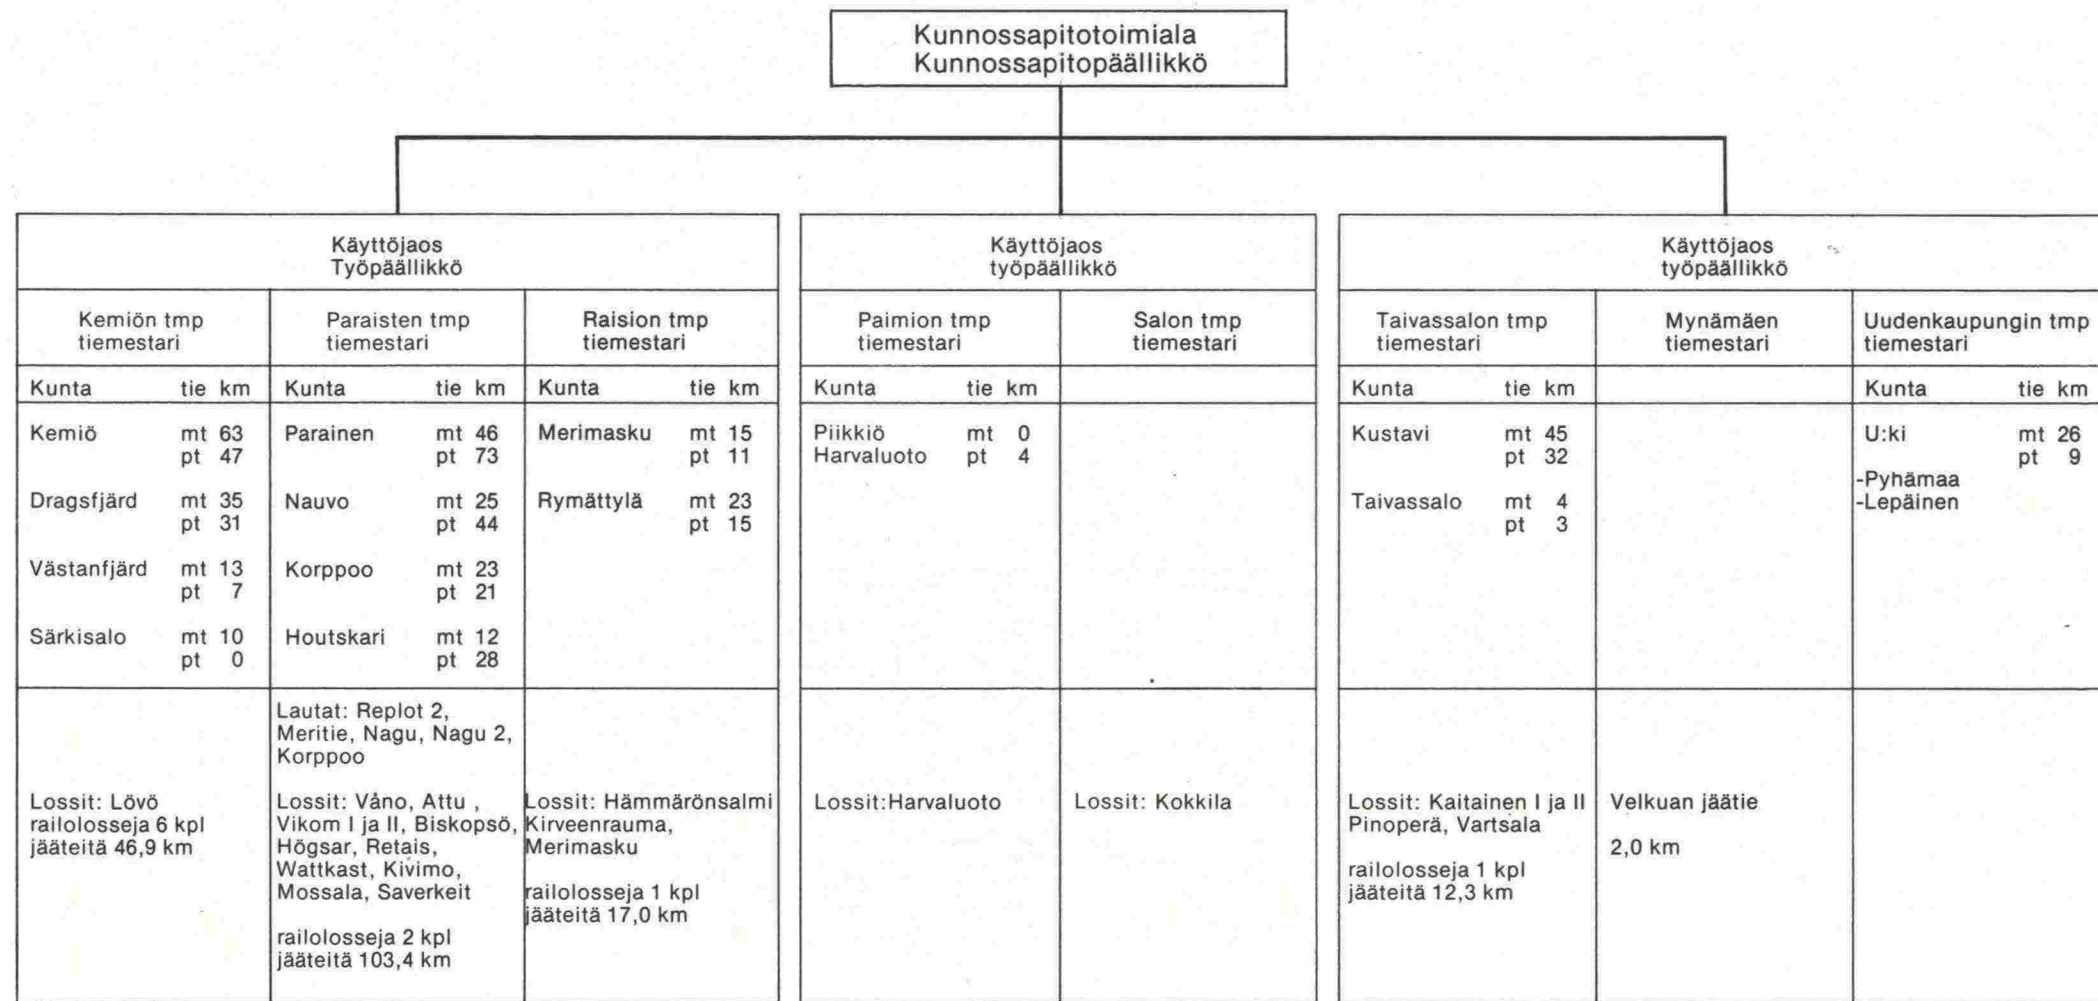 Kunnossapitotoimiala
Kunnossapitopäällikkö
Käyttöjaos
Työpäällikkö
Kemiön tmp
tiemestari
Paraisten tmp
tiemestari
Raision tmp
tiemestari
Kunta tie km
Kemiö mt 63
pt 47
Dragsfjärd mt 35
pt 31
Västanfjärd mt 13
pt 7
Särkisalo mt 10
pt 0
Lossit: Lövö
railolosseja 6 kpl
jääteitä 46,9 km
Kunta tie km
Parainen mt 46
pt 73
Nauvo mt 25
pt 44
Korppoo mt 23
pt 21
Houtskari mt 12
pt 28
Lautat: Replot 2,
Meritie, Nagu, Nagu 2,
Korppoo
Lossit: Våno, Attu ,
Vikom I ja II, Biskopsö,
Högsar, Retais,
Wattkast, Kivimo,
Mossala, Saverkeit
railolosseja 2 kpl
jääteitä 103,4 km
Kunta tie km
Merimasku mt 15
pt 11
Rymättylä mt 23
pt 15
Lossit: Hämmärönsalmi
Kirveenrauma,
Merimasku
railolosseja 1 kpl
jääteitä 17,0 km
Käyttöjaos
työpäällikkö
Paimion tmp
tiemestari
Salon tmp
tiemestari
Kunta tie km
Piikkiö mt 0
Harvaluoto pt 4
Lossit:Harvaluoto
Lossit: Kokkila
Käyttöjaos
työpäällikkö
Taivassalon tmp
tiemestari
Mynämäen
tiemestari
Uudenkaupungin tmp
tiemestari
Kunta tie km
Kustavi mt 45
pt 32
Taivassalo mt 4
pt 3
Lossit: Kaitainen I ja II
Pinoperä, Vartsala
railolosseja 1 kpl
jääteitä 12,3 km
Velkuan jäätie
2,0 km
Kunta tie km
U:ki mt 26
pt 9
-Pyhämaa
-Lepäinen